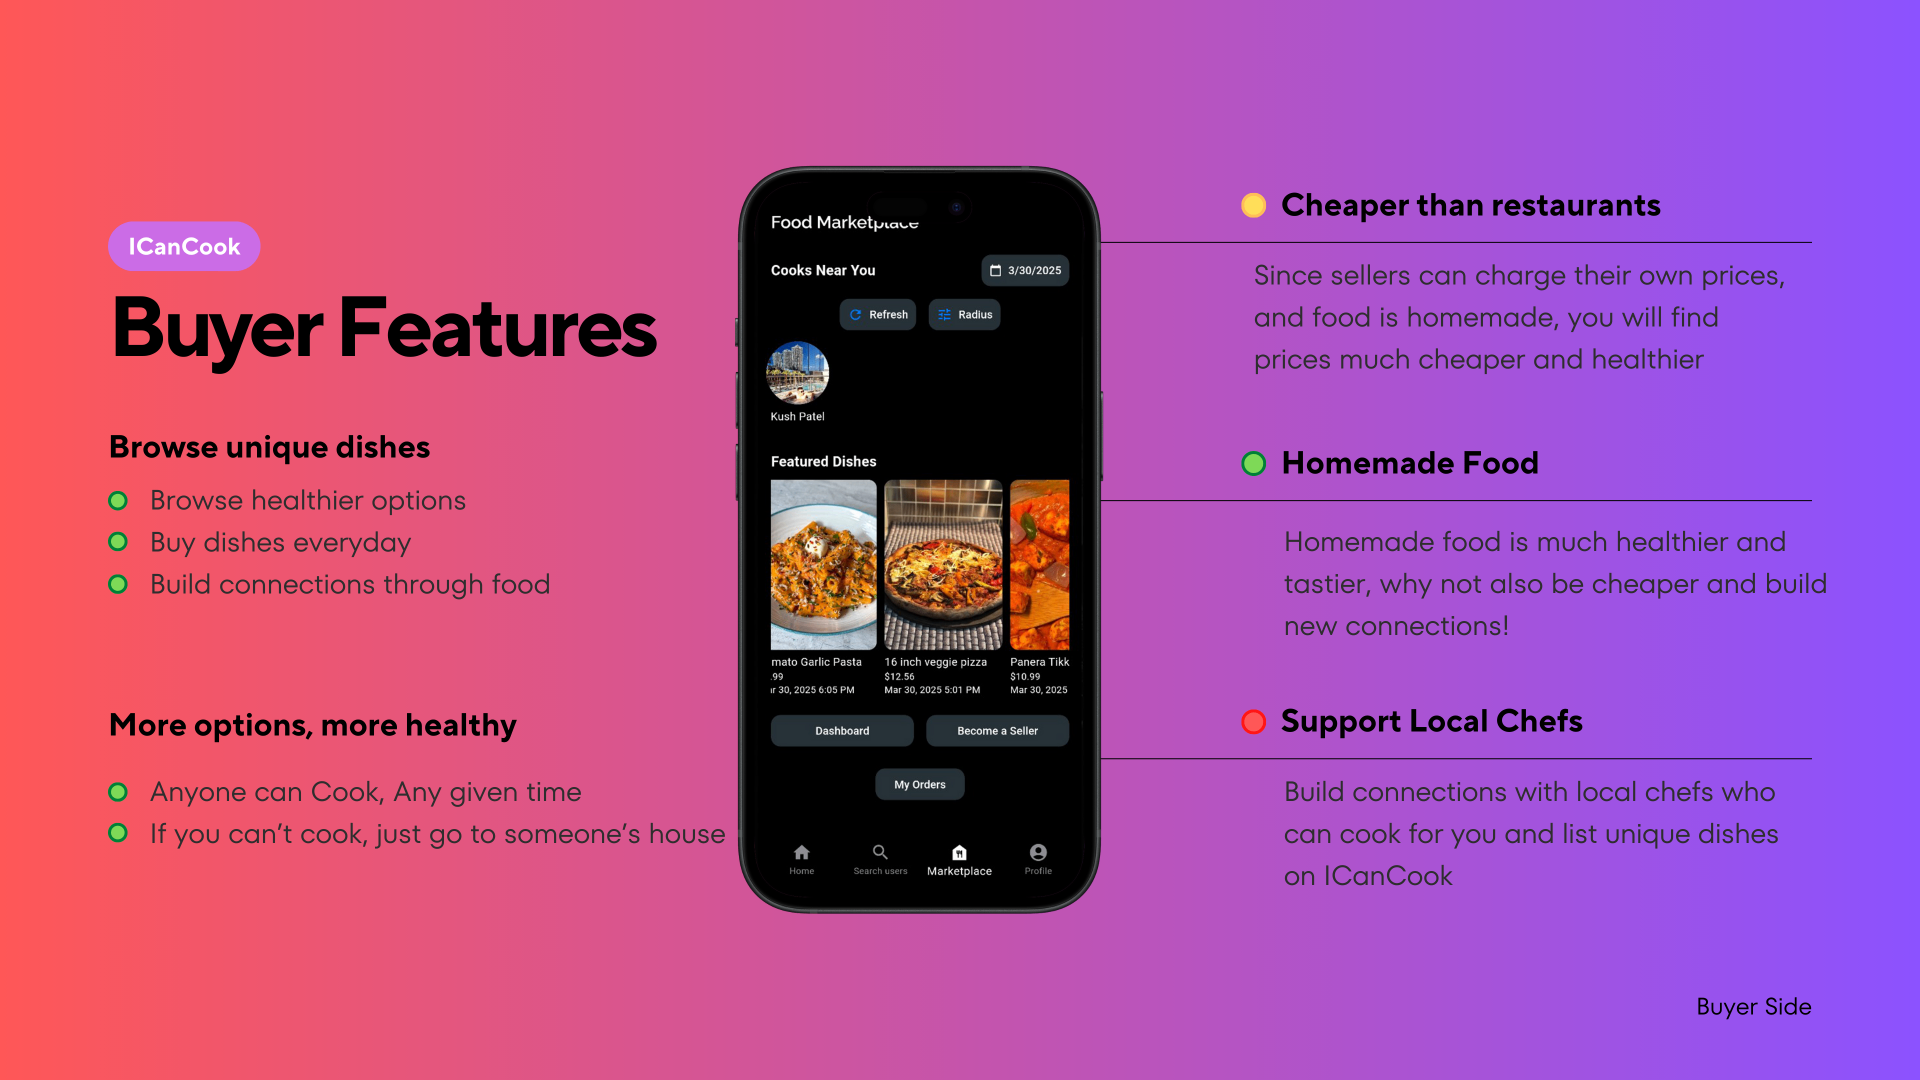 ICanCook
Buyer Features
Browse unique dishes
Browse healthier options
Buy dishes everyday
Build connections through food
More options, more healthy
Anyone can Cook, Any given time
If you can't cook, just go to someone's house
Food Marketplace
Cooks Near You
3/30/2025
Refresh
Radius
Kush Patel
Featured Dishes
mato Garlic Pasta
.99
r 30, 2025 6:05 PM
16 inch veggie pizza
$12.56
Mar 30, 2025 5:01 PM
Panera Tikk
$10.99
Mar 30, 2025
Dashboard
Become a Seller
My Orders
Home
Search users
Marketplace
Profile
Cheaper than restaurants
Since sellers can charge their own prices,
and food is homemade, you will find
prices much cheaper and healthier
Homemade Food
Homemade food is much healthier and
tastier, why not also be cheaper and build
new connections!
Support Local Chefs
Build connections with local chefs who
can cook for you and list unique dishes
on ICanCook
Buyer Side